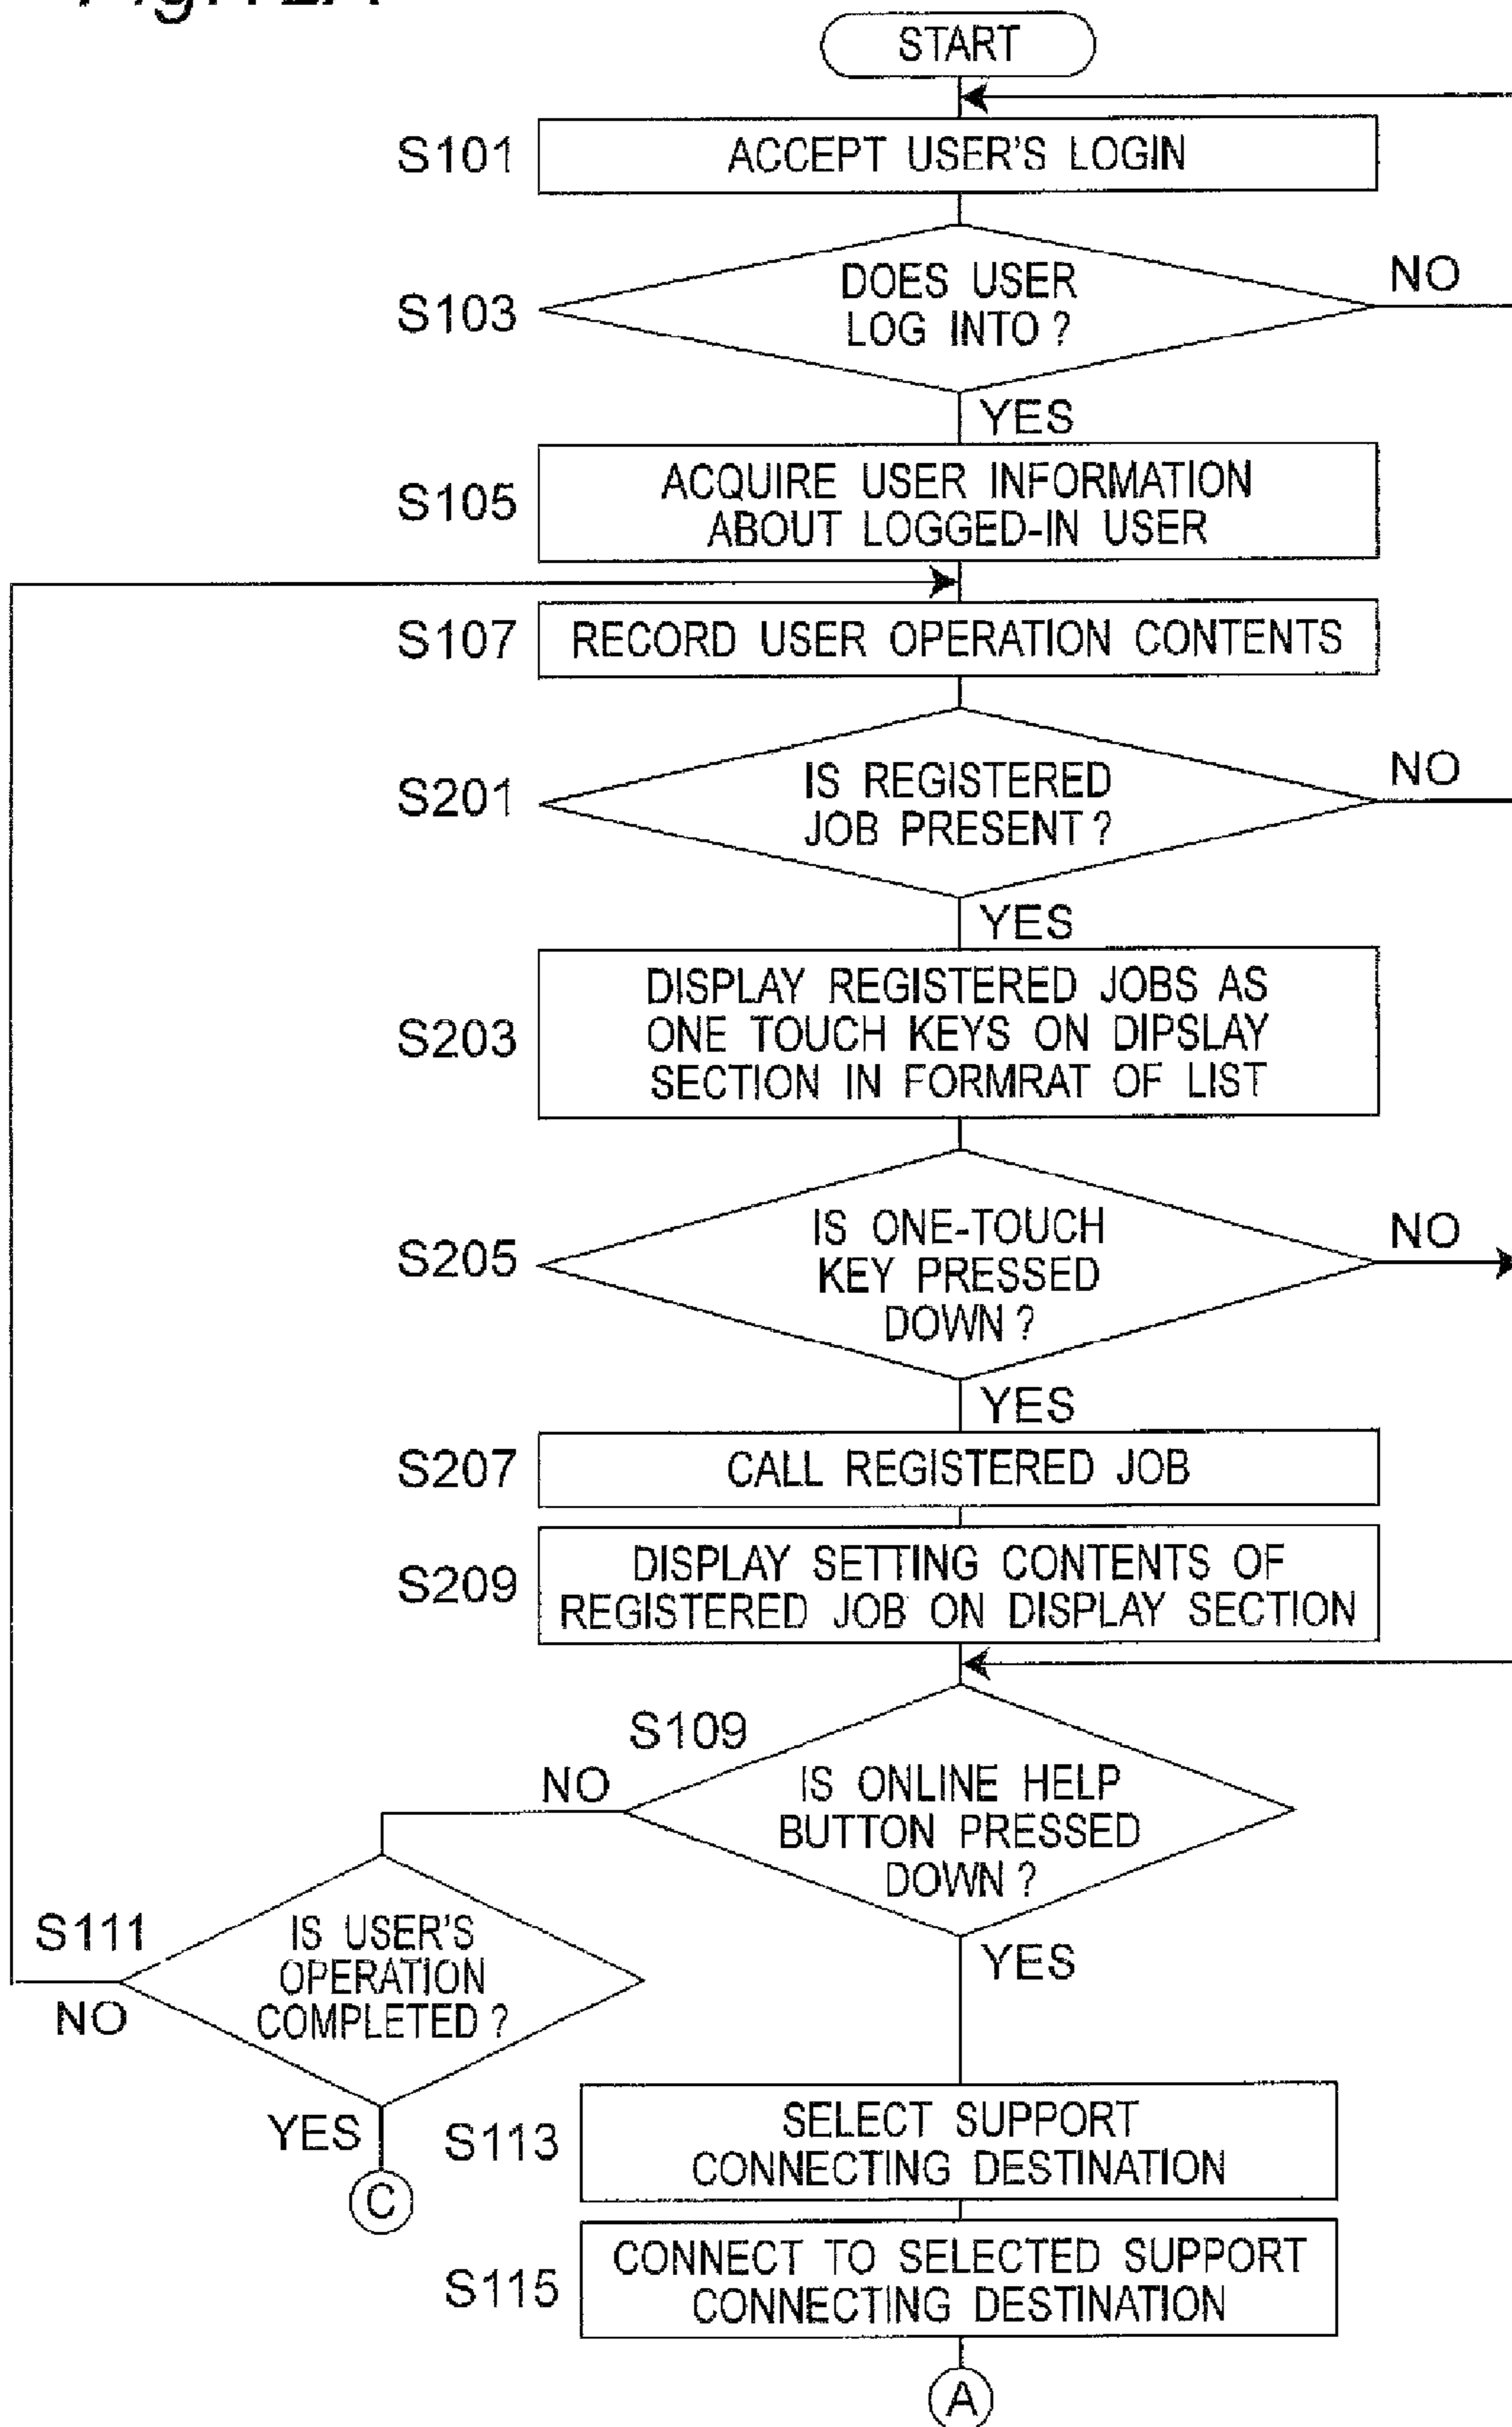 START
S101
ACCEPT USER'S LOGIN
S103
DOES USER
LOG INTO ?
NO
YES
S105
ACQUIRE USER INFORMATION
ABOUT LOGGED-IN USER
S107
RECORD USER OPERATION CONTENTS
S201
IS REGISTERED
JOB PRESENT ?
NO
YES
S203
DISPLAY REGISTERED JOBS AS
ONE TOUCH KEYS ON DIPSLAY
SECTION IN FORMRAT OF LIST
S205
IS ONE-TOUCH
KEY PRESSED
DOWN ?
NO
YES
S207
CALL REGISTERED JOB
S209
DISPLAY SETTING CONTENTS OF
REGISTERED JOB ON DISPLAY SECTION
S109
IS ONLINE HELP
BUTTON PRESSED
DOWN ?
NO
YES
S111
IS USER'S
OPERATION
COMPLETED ?
NO
YES
C
S113
SELECT SUPPORT
CONNECTING DESTINATION
S115
CONNECT TO SELECTED SUPPORT
CONNECTING DESTINATION
A